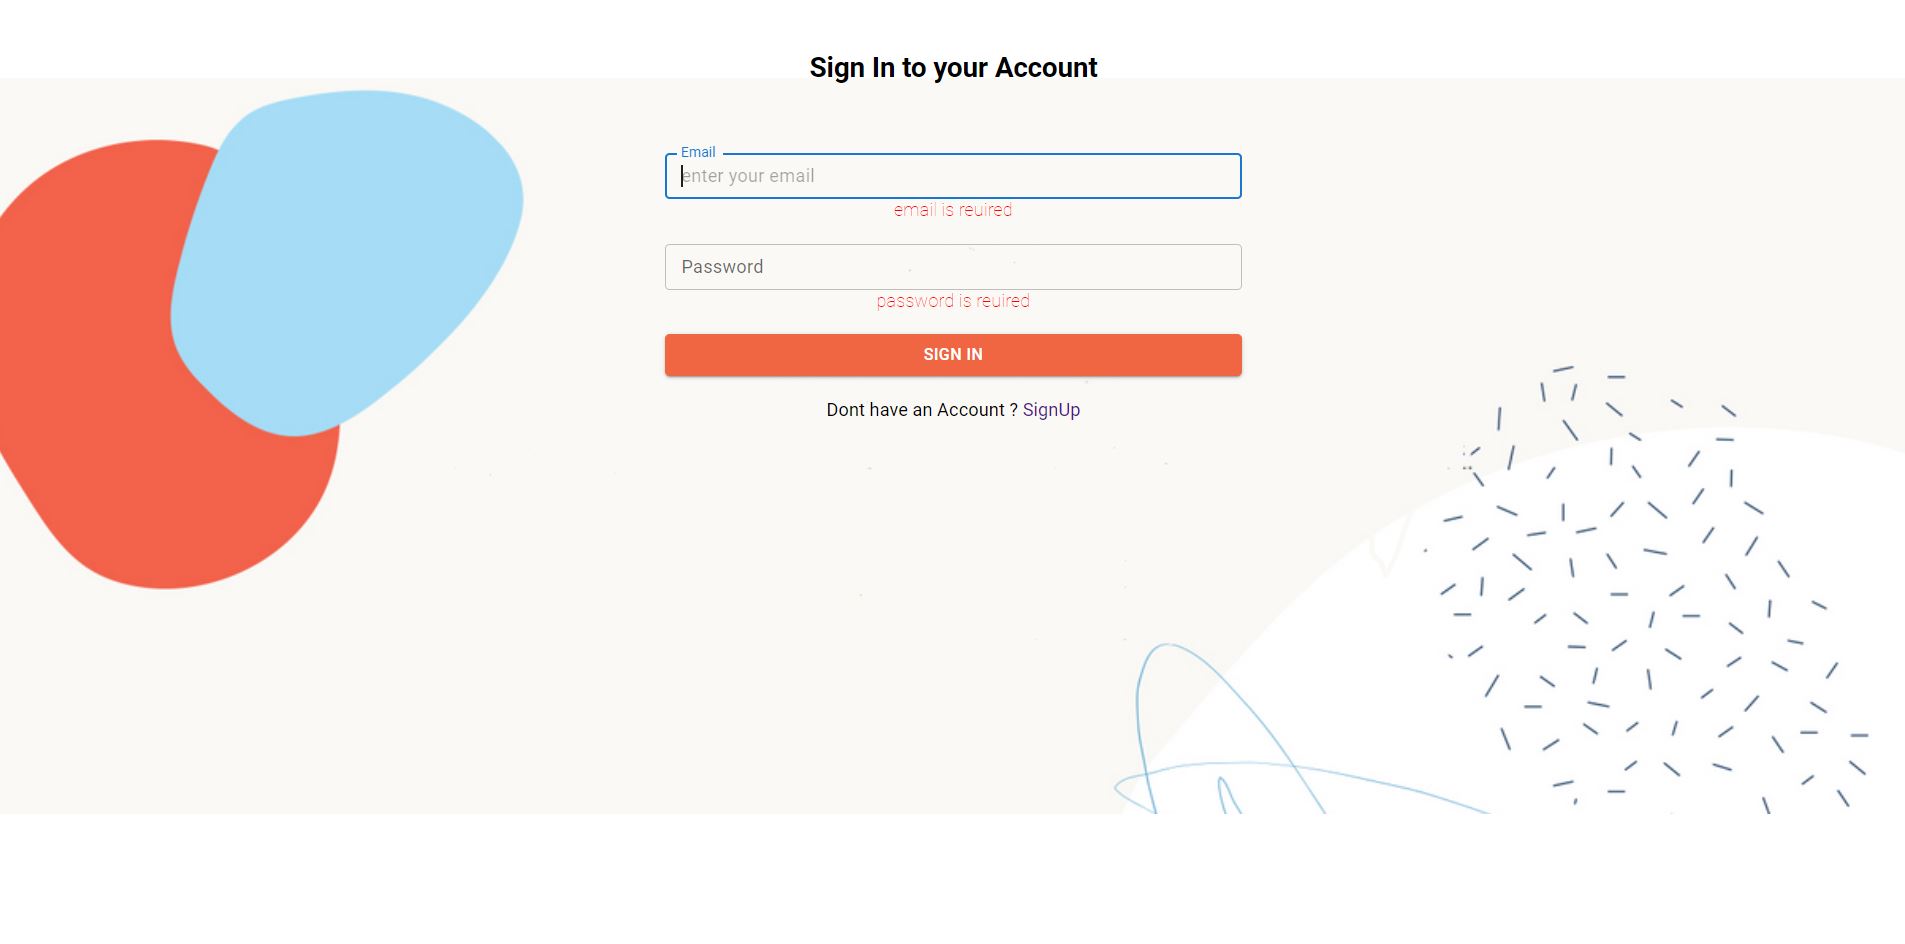 Sign In to your Account
Email
enter your email
email is reuired
Password
password is reuired
SIGN IN
Dont have an Account ? SignUp